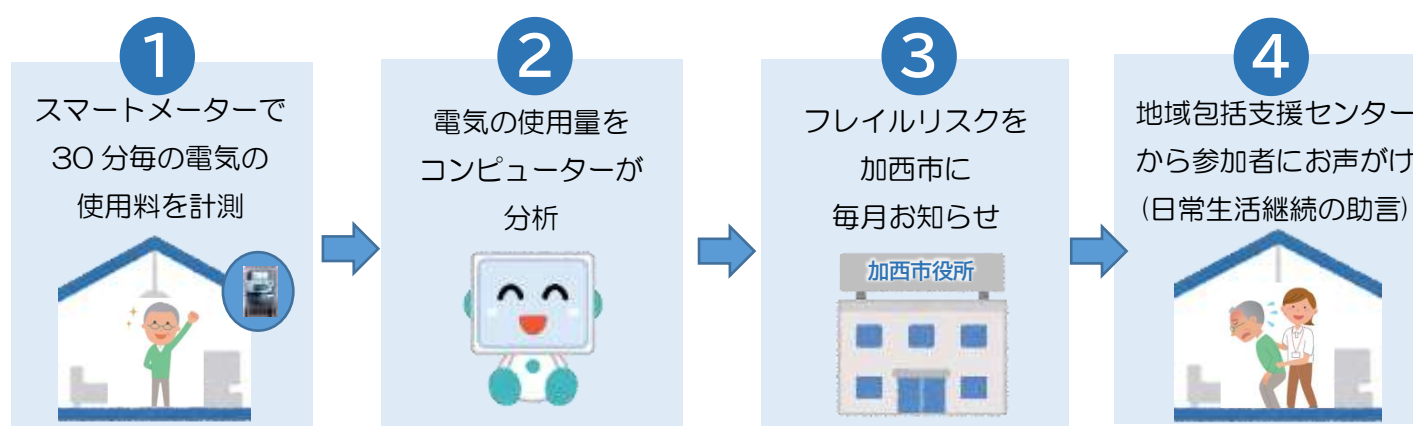 1
スマートメーターで
30分毎の電気の
使用料を計測
2
電気の使用量を
コンピューターが
分析
3
フレイルリスクを
加西市に
毎月お知らせ
加西市役所
4
地域包括支援センター
から参加者にお声がけ
(日常生活継続の助言)